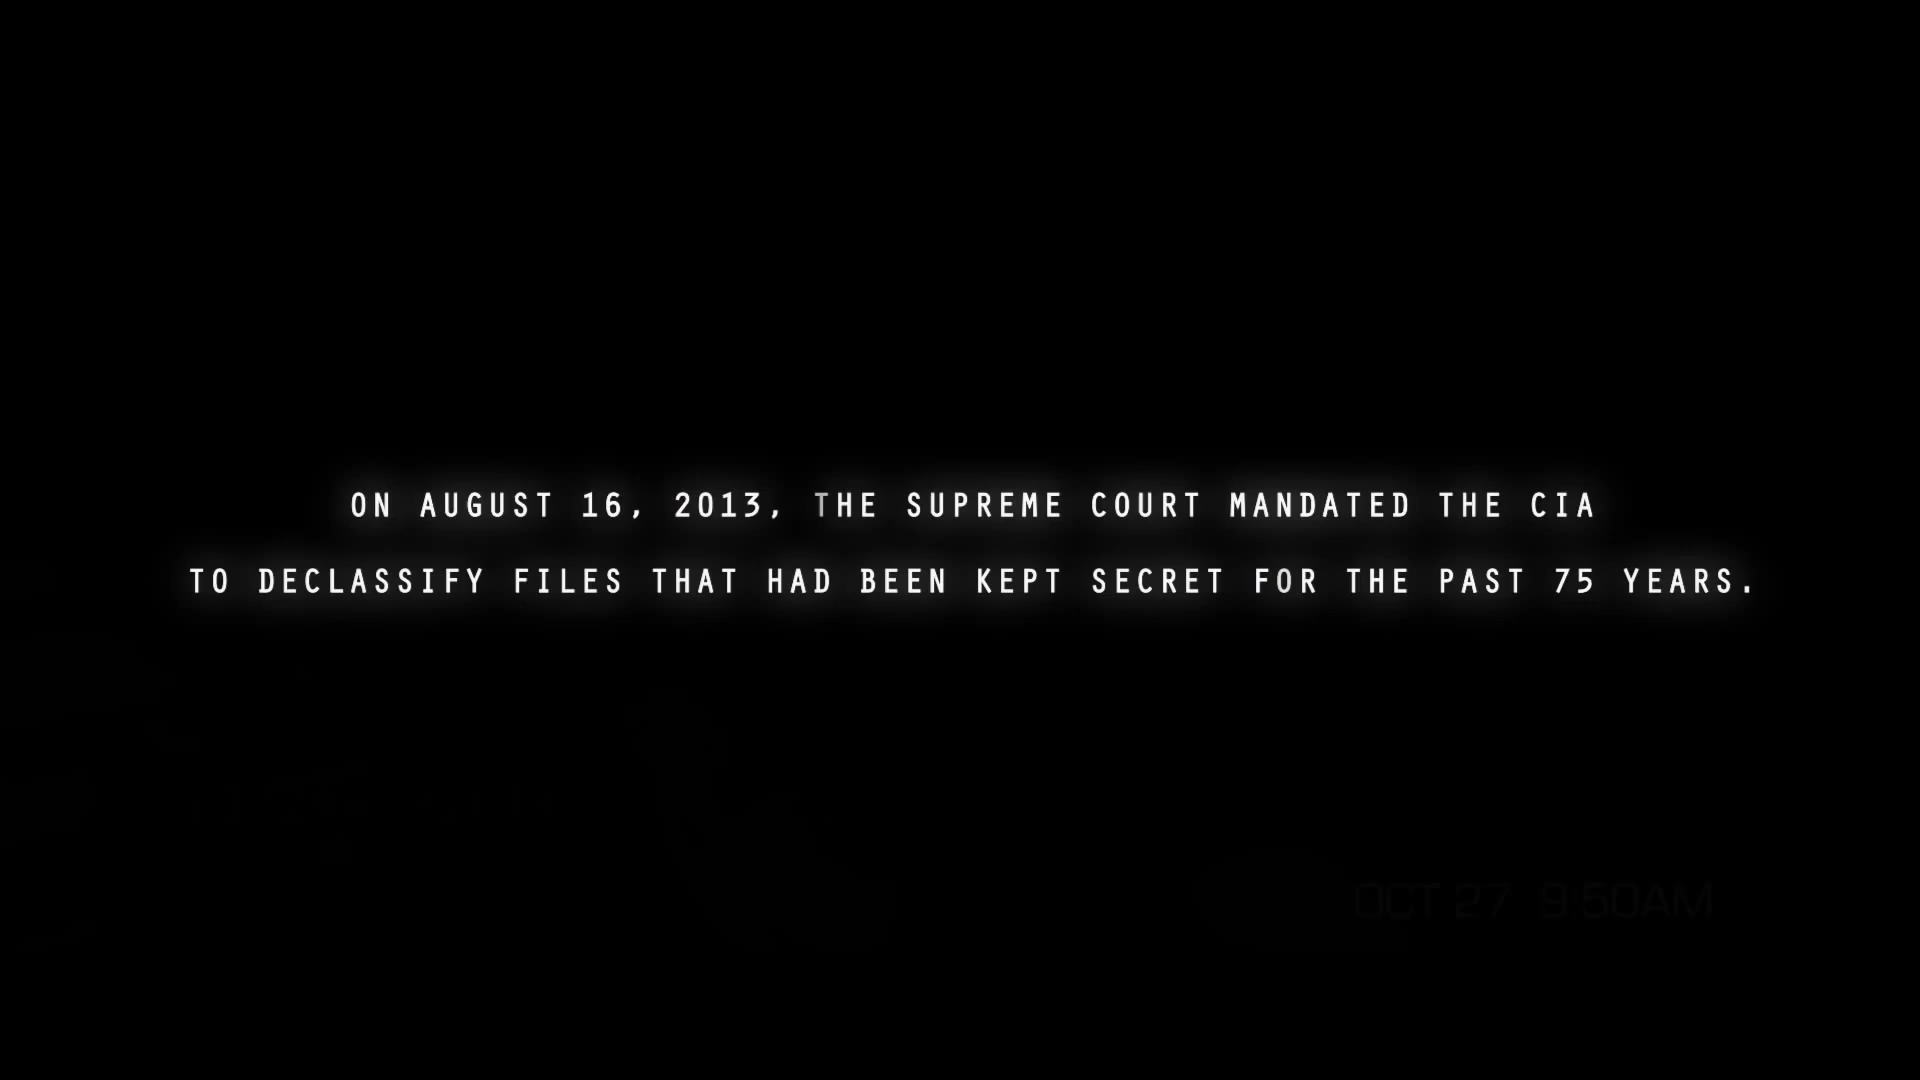 ON AUGUST 16, 2013, THE SUPREME COURT MANDATED THE CIA
TO DECLASSIFY FILES THAT HAD BEEN KEPT SECRET FOR THE PAST 75 YEARS.
OCT 27 9:50AM